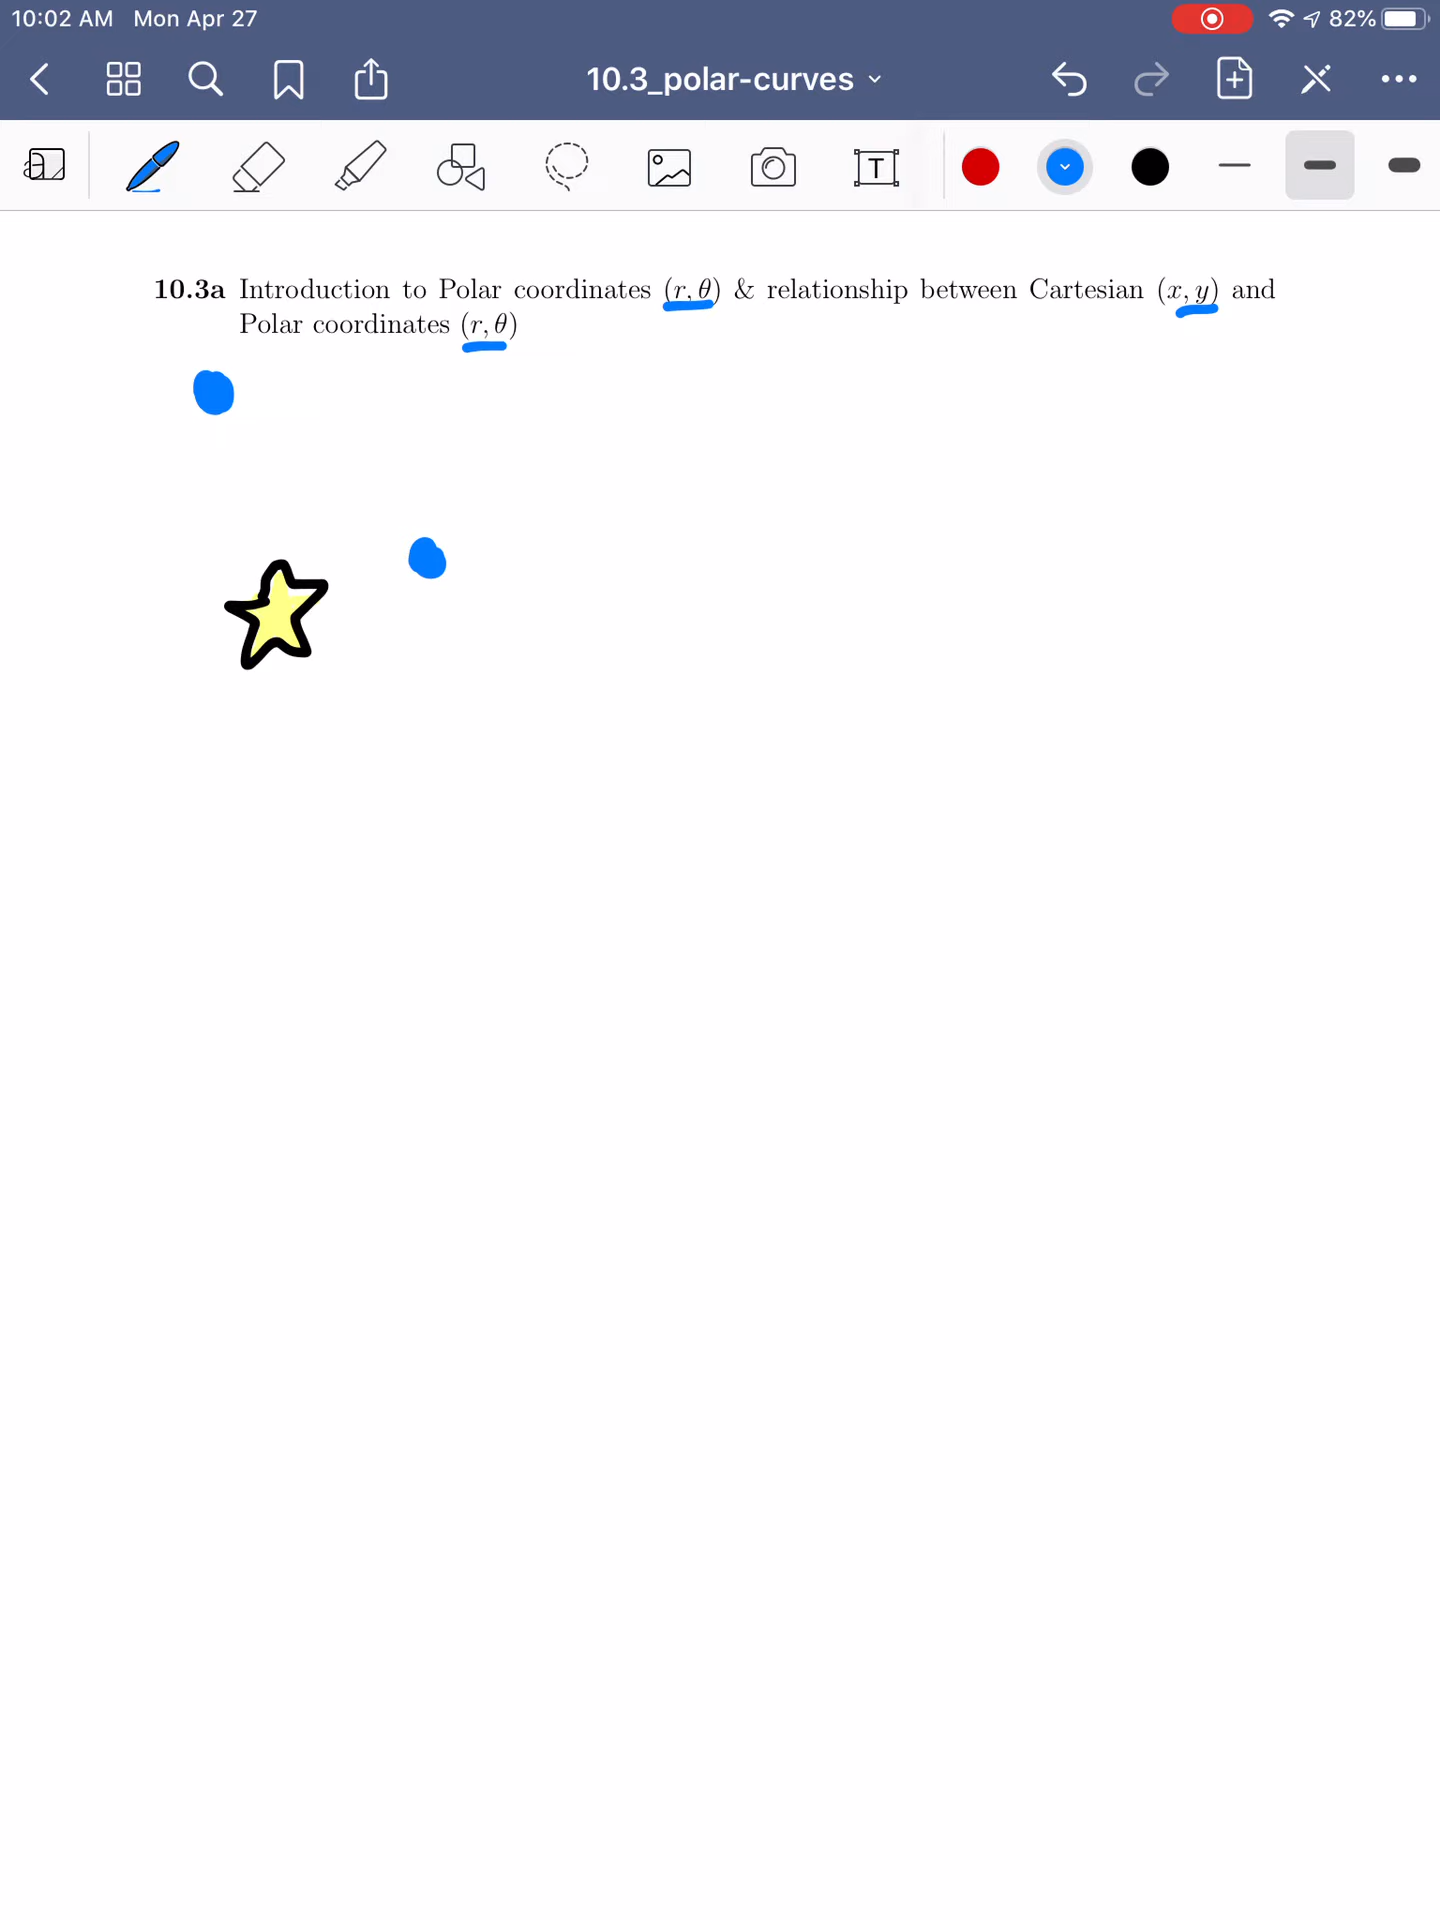 10:02 AM Mon Apr 27 82%
10.3_polar-curves
a T
10.3a Introduction to Polar coordinates (r, θ) & relationship between Cartesian (x, y) and
Polar coordinates (r, θ)